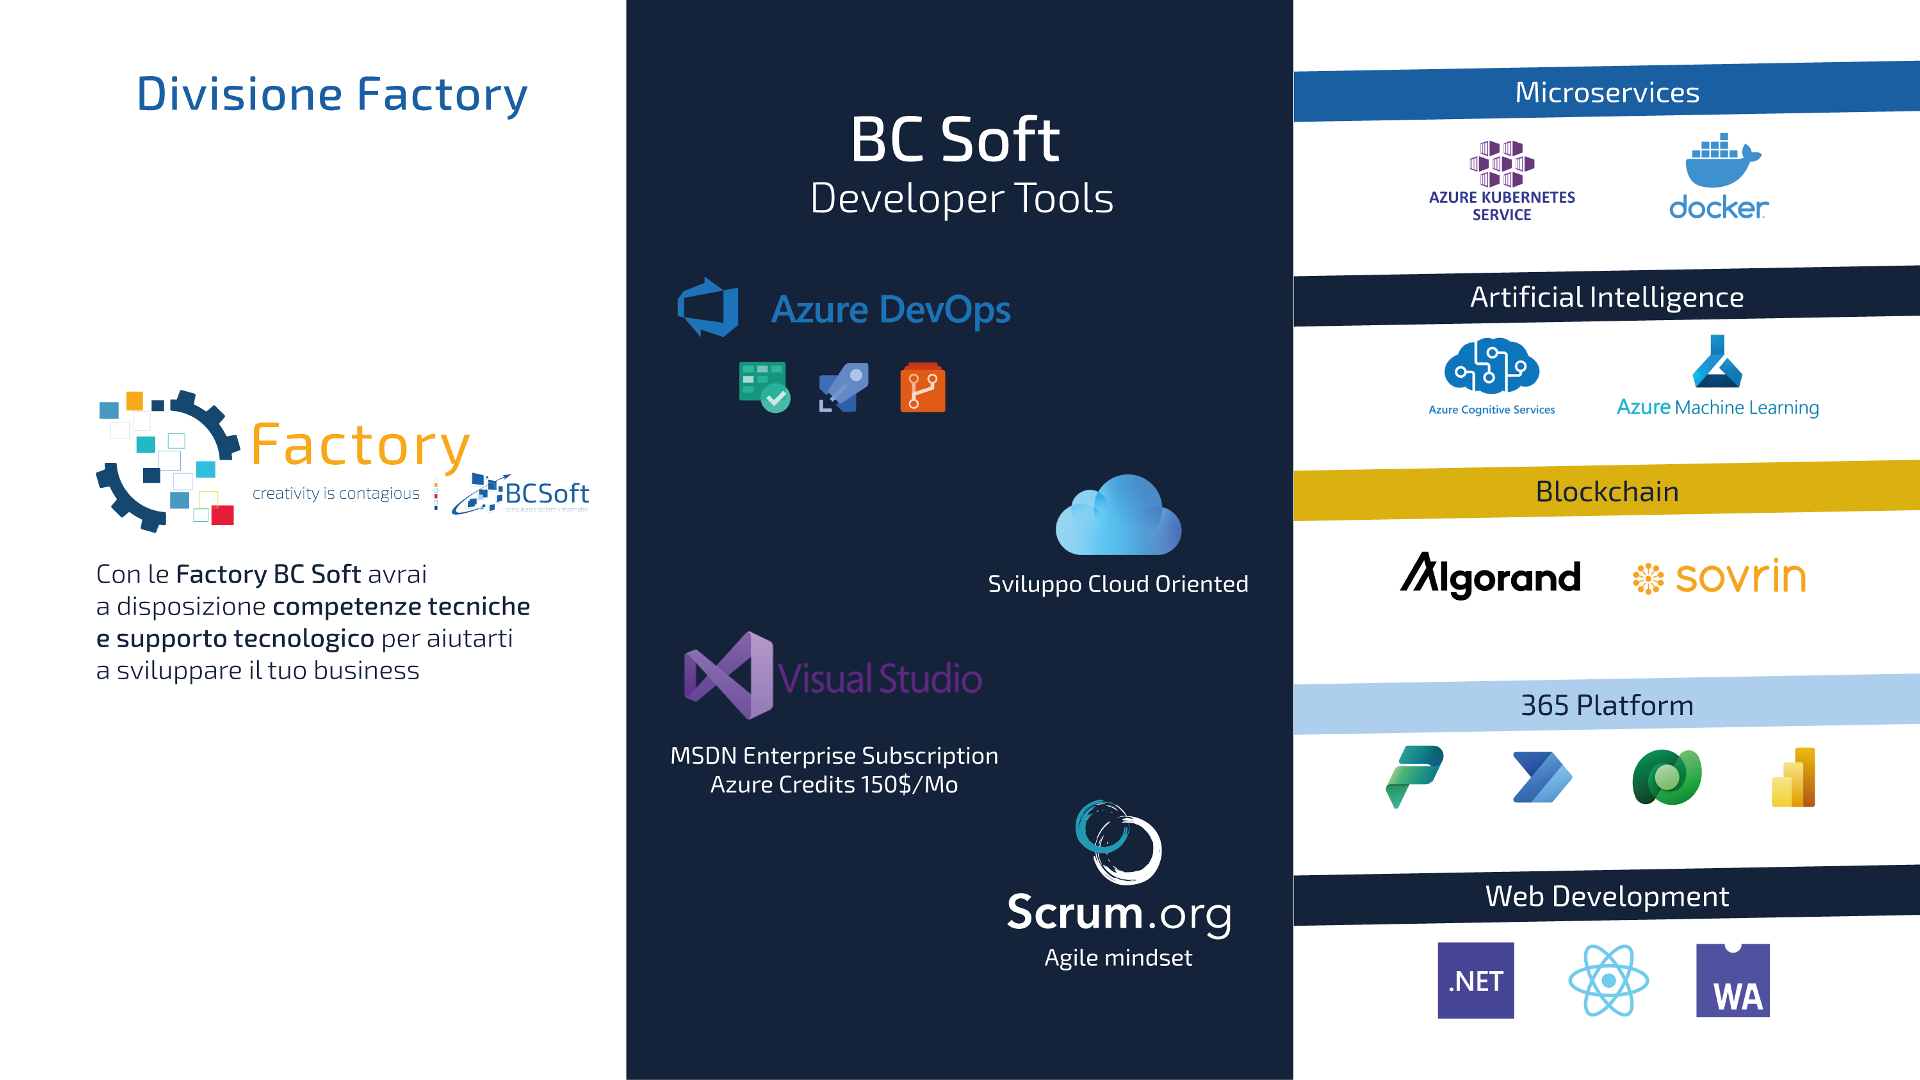 Divisione Factory
Factory
creativity is contagious
BCSoft
consulenza sistemi informativi
Con le Factory BC Soft avrai
a disposizione competenze tecniche
e supporto tecnologico per aiutarti
a sviluppare il tuo business
BC Soft
Developer Tools
Azure DevOps
Sviluppo Cloud Oriented
Visual Studio
MSDN Enterprise Subscription
Azure Credits 150$/Mo
Scrum.org
Agile mindset
Microservices
AZURE KUBERNETES
SERVICE
docker
Artificial Intelligence
Azure Cognitive Services
Azure Machine Learning
Blockchain
Algorand
sovrin
365 Platform
Web Development
.NET
WA